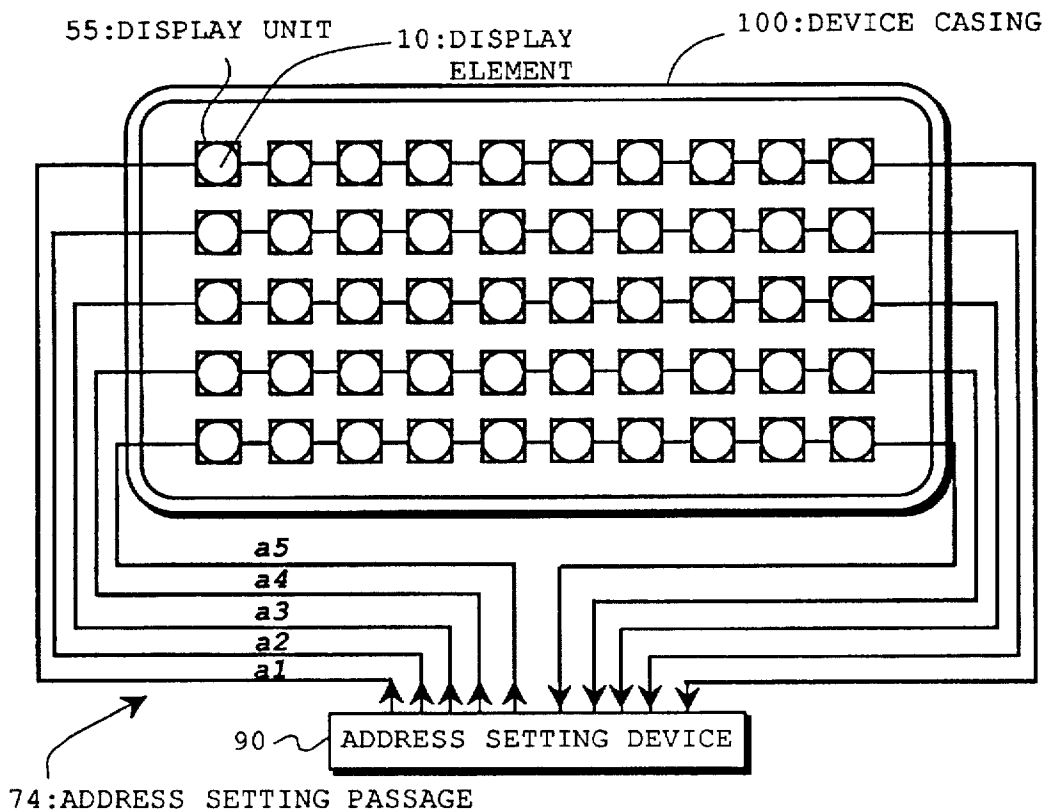 55:DISPLAY UNIT
10:DISPLAY
ELEMENT
100:DEVICE CASING
a5
a4
a3
a2
a1
90
ADDRESS SETTING DEVICE
74:ADDRESS SETTING PASSAGE